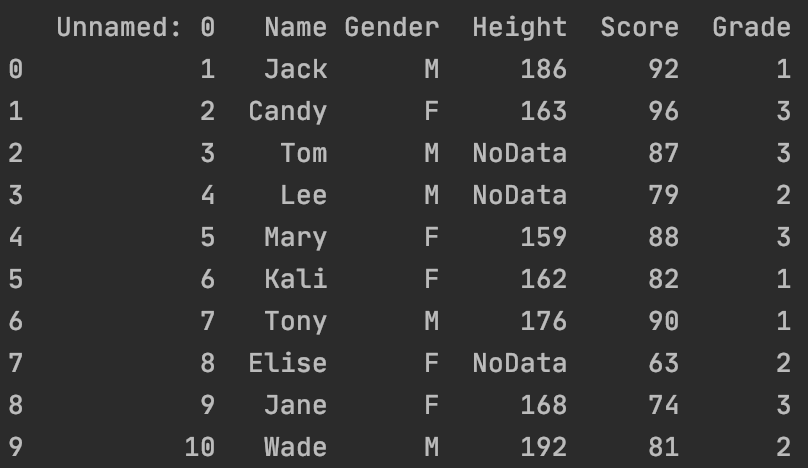 Unnamed: 0 Name Gender Height Score Grade
0 1 Jack M 186 92 1
1 2 Candy F 163 96 3
2 3 Tom M NoData 87 3
3 4 Lee M NoData 79 2
4 5 Mary F 159 88 3
5 6 Kali F 162 82 1
6 7 Tony M 176 90 1
7 8 Elise F NoData 63 2
8 9 Jane F 168 74 3
9 10 Wade M 192 81 2